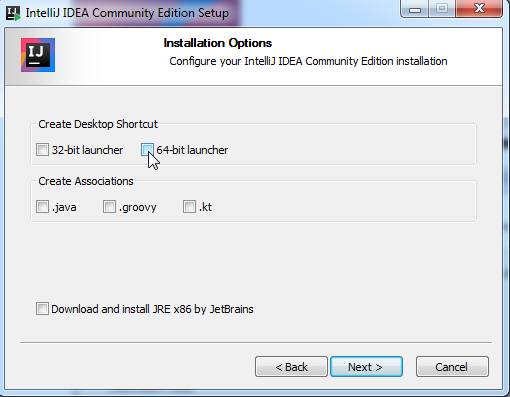 IntelliJ IDEA Community Edition Setup
IJ
Installation Options
Configure your IntelliJ IDEA Community Edition installation
Create Desktop Shortcut
32-bit launcher 64-bit launcher
Create Associations
.java .groovy .kt
Download and install JRE x86 by JetBrains
< Back Next > Cancel